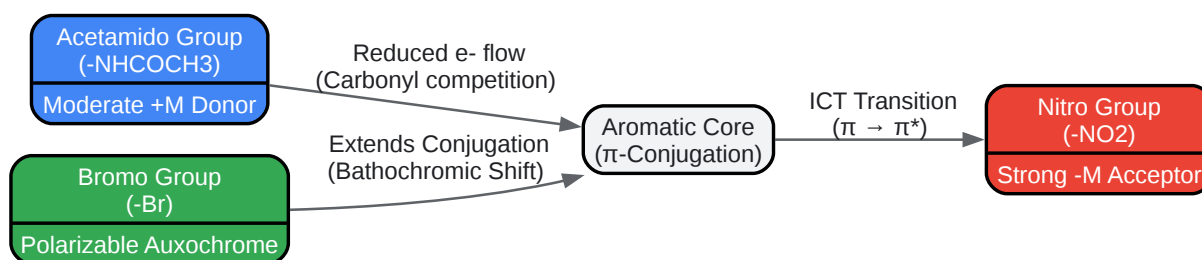 Acetamido Group
(-NHCOCH3)
Moderate +M Donor
Reduced e- flow
(Carbonyl competition)
Bromo Group
(-Br)
Polarizable Auxochrome
Extends Conjugation
(Bathochromic Shift)
Aromatic Core
(π-Conjugation)
ICT Transition
(π → π*)
Nitro Group
(-NO2)
Strong -M Acceptor